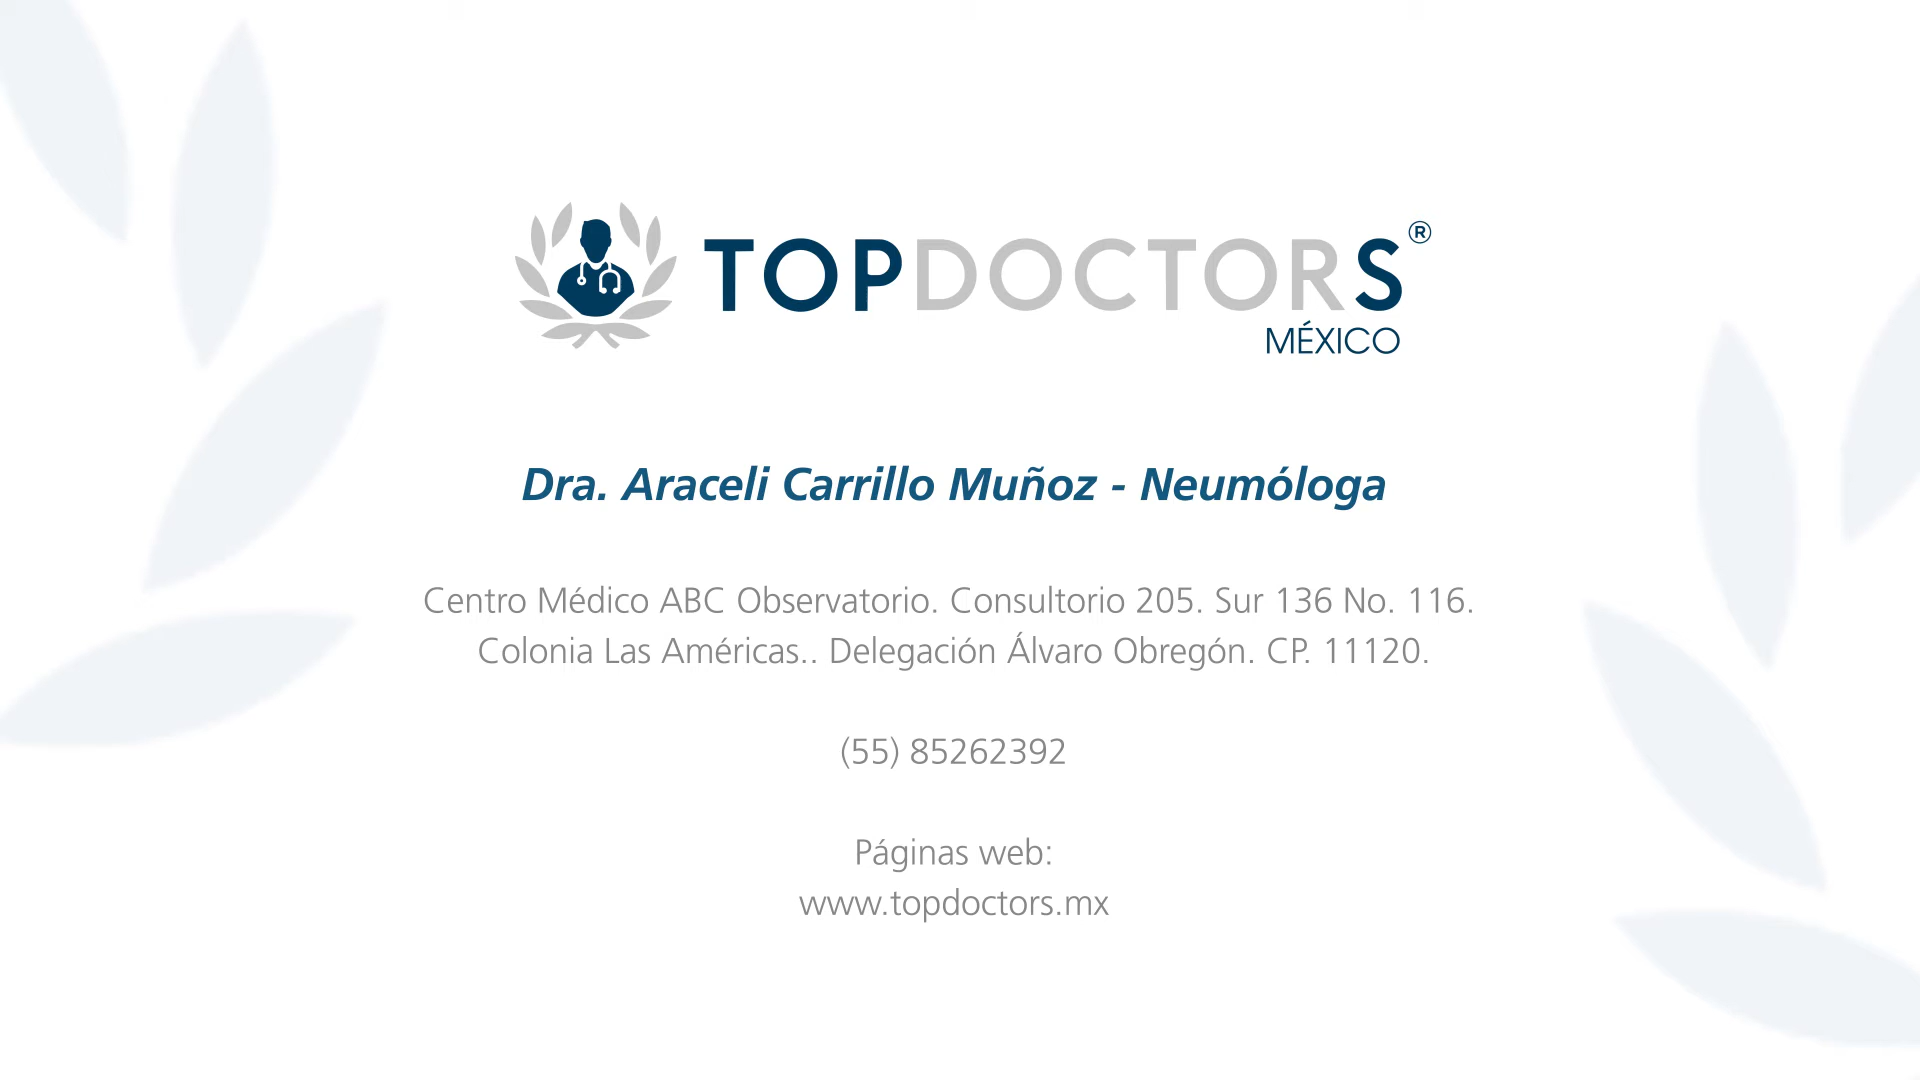 TOPDOCTORS®
MÉXICO
Dra. Araceli Carrillo Muñoz - Neumóloga
Centro Médico ABC Observatorio. Consultorio 205. Sur 136 No. 116.
Colonia Las Américas.. Delegación Álvaro Obregón. CP. 11120.
(55) 85262392
Páginas web:
www.topdoctors.mx